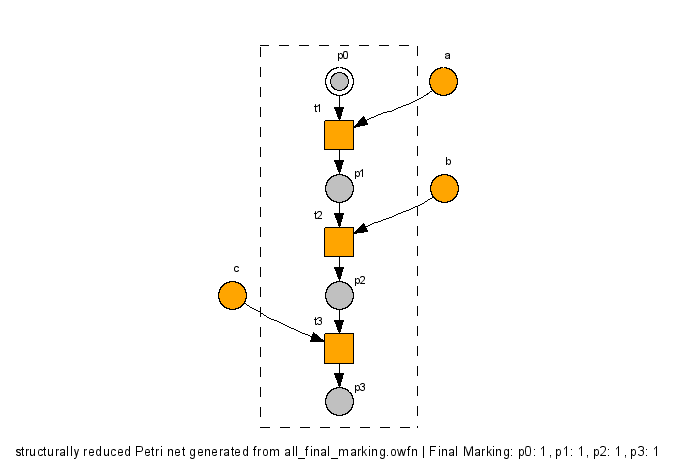 p0
a
t1
p1
b
t2
p2
c
t3
p3
structurally reduced Petri net generated from all_final_marking.owfn | Final Marking: p0: 1, p1: 1, p2: 1, p3: 1